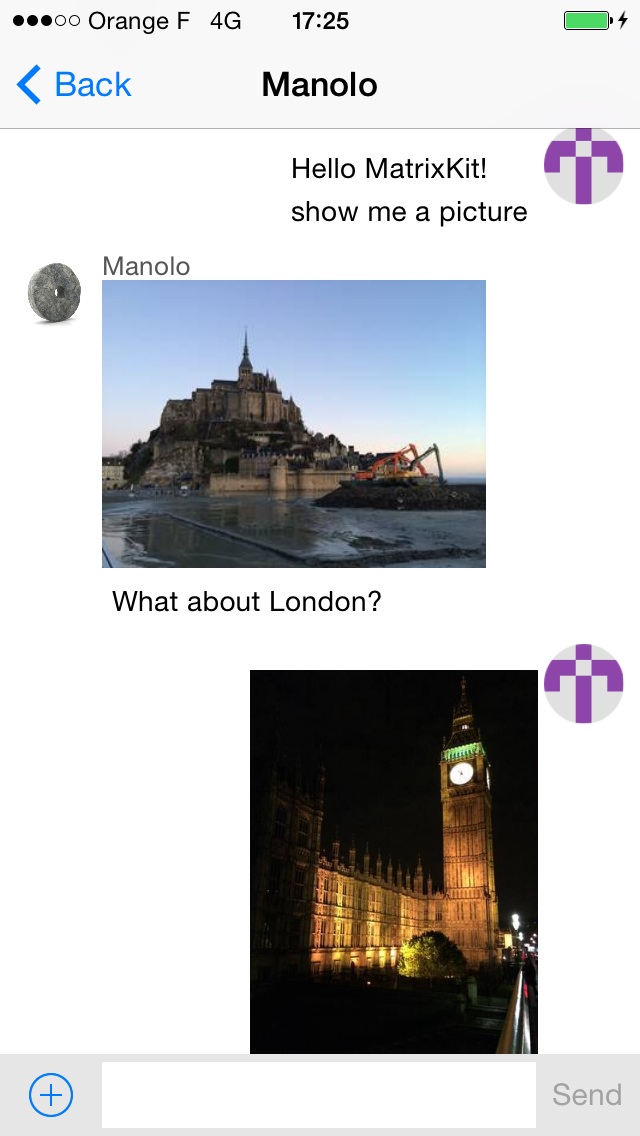 Orange F 4G 17:25
Back Manolo
Hello MatrixKit!
show me a picture
Manolo
What about London?
Send